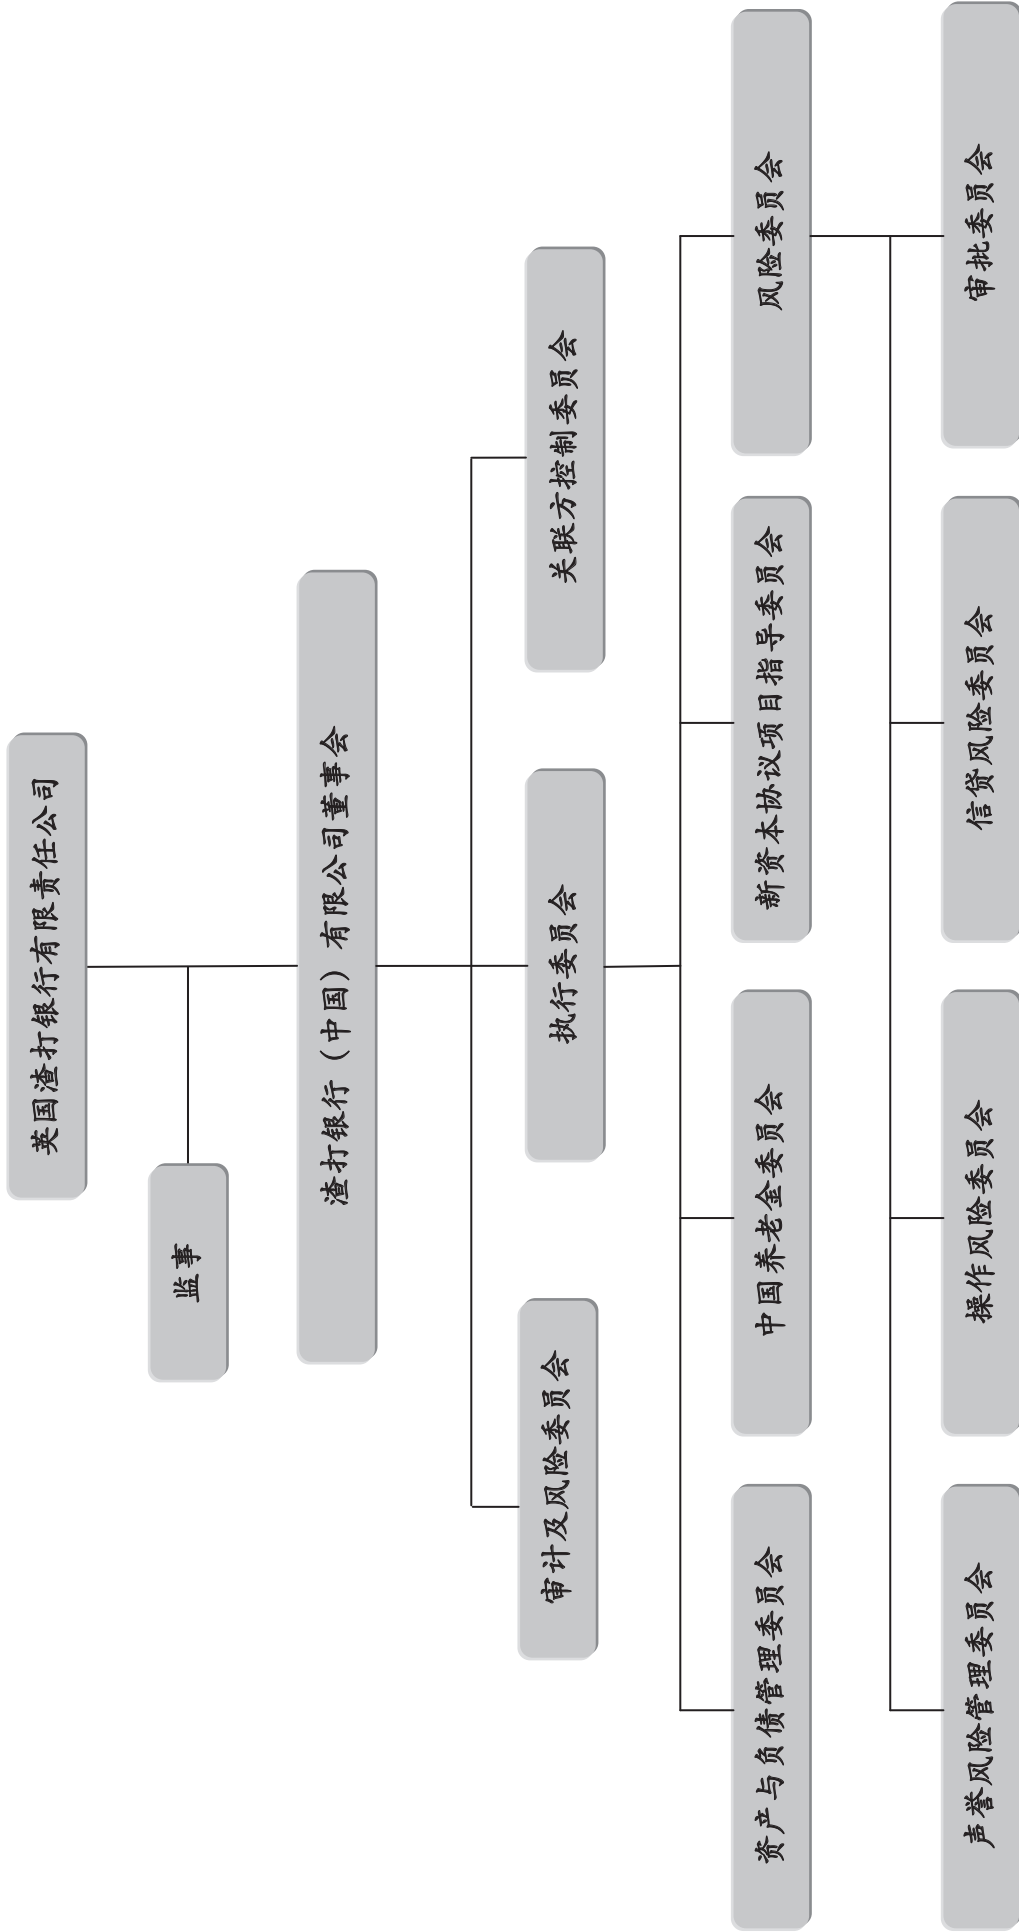 英国渣打银行有限责任公司
监事
渣打银行（中国）有限公司董事会
审计及风险委员会
执行委员会
关联方控制委员会
资产与负债管理委员会
中国养老金委员会
新资本协议项目指导委员会
风险委员会
声誉风险管理委员会
操作风险委员会
信贷风险委员会
审批委员会